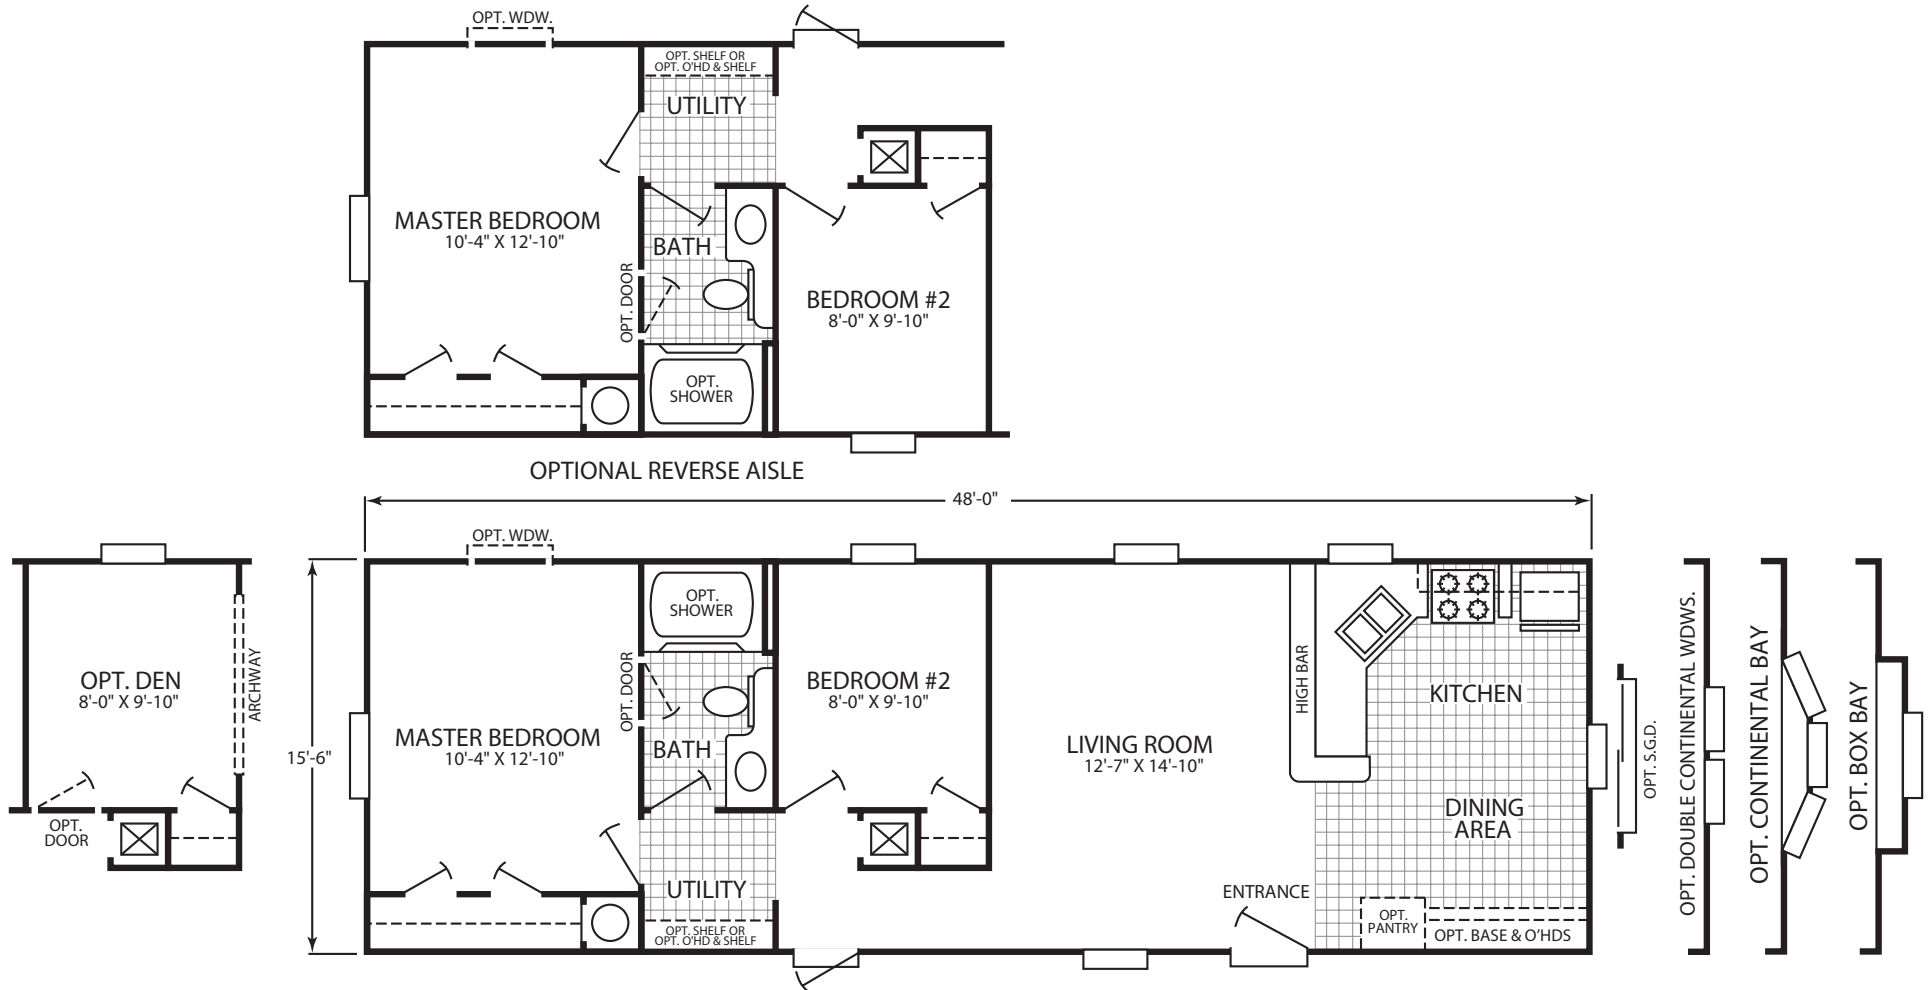 OPT. WDW.
OPT. SHELF OR
OPT. O'HD & SHELF
UTILITY
MASTER BEDROOM
10'-4" X 12'-10"
BATH
OPT. DOOR
BEDROOM #2
8'-0" X 9'-10"
OPT.
SHOWER
OPTIONAL REVERSE AISLE
48'-0"
OPT. DEN
8'-0" X 9'-10"
ARCHWAY
OPT.
DOOR
15'-6"
OPT. WDW.
OPT.
SHOWER
OPT. DOOR
MASTER BEDROOM
10'-4" X 12'-10"
BATH
BEDROOM #2
8'-0" X 9'-10"
UTILITY
OPT. SHELF OR
OPT. O'HD & SHELF
LIVING ROOM
12'-7" X 14'-10"
HIGH BAR
KITCHEN
DINING
AREA
ENTRANCE
OPT.
PANTRY
OPT. BASE & O'HDS
OPT. S.G.D.
OPT. DOUBLE CONTINENTAL WDWS.
OPT. CONTINENTAL BAY
OPT. BOX BAY